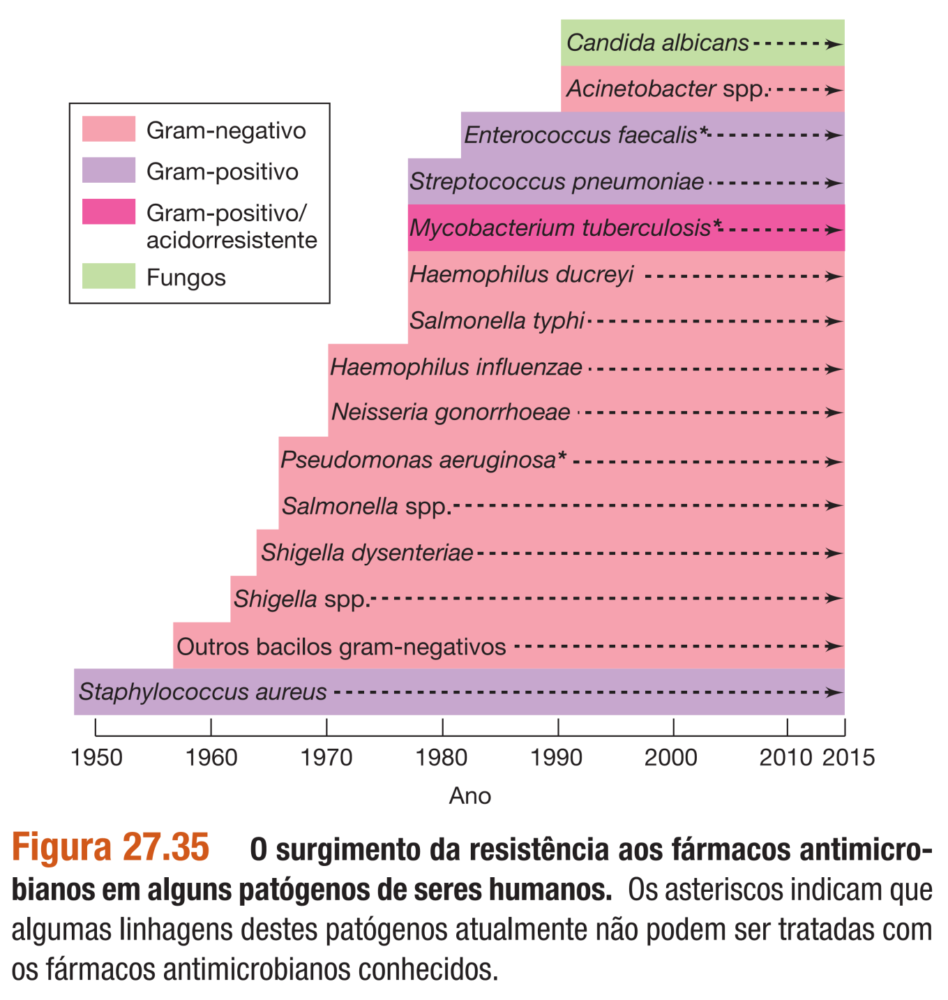 Candida albicans
Acinetobacter spp.
Gram-negativo
Enterococcus faecalis*
Gram-positivo
Streptococcus pneumoniae
Gram-positivo/
acidorresistente
Mycobacterium tuberculosis*
Fungos
Haemophilus ducreyi
Salmonella typhi
Haemophilus influenzae
Neisseria gonorrhoeae
Pseudomonas aeruginosa*
Salmonella spp.
Shigella dysenteriae
Shigella spp.
Outros bacilos gram-negativos
Staphylococcus aureus
1950 1960 1970 1980 1990 2000 2010 2015
Ano
Figura 27.35 O surgimento da resistência aos fármacos antimicro-
bianos em alguns patógenos de seres humanos. Os asteriscos indicam que
algumas linhagens destes patógenos atualmente não podem ser tratadas com
os fármacos antimicrobianos conhecidos.